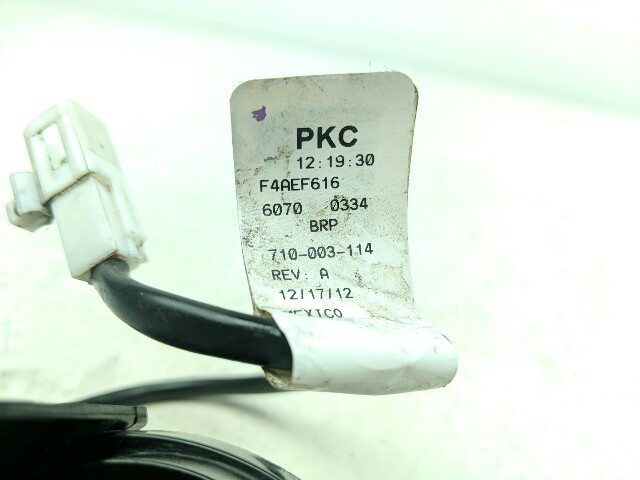 PKC
12:19:30
F4AEF616
6070 0334
BRP
710-003-114
REV: A
12/17/12
MEXICO